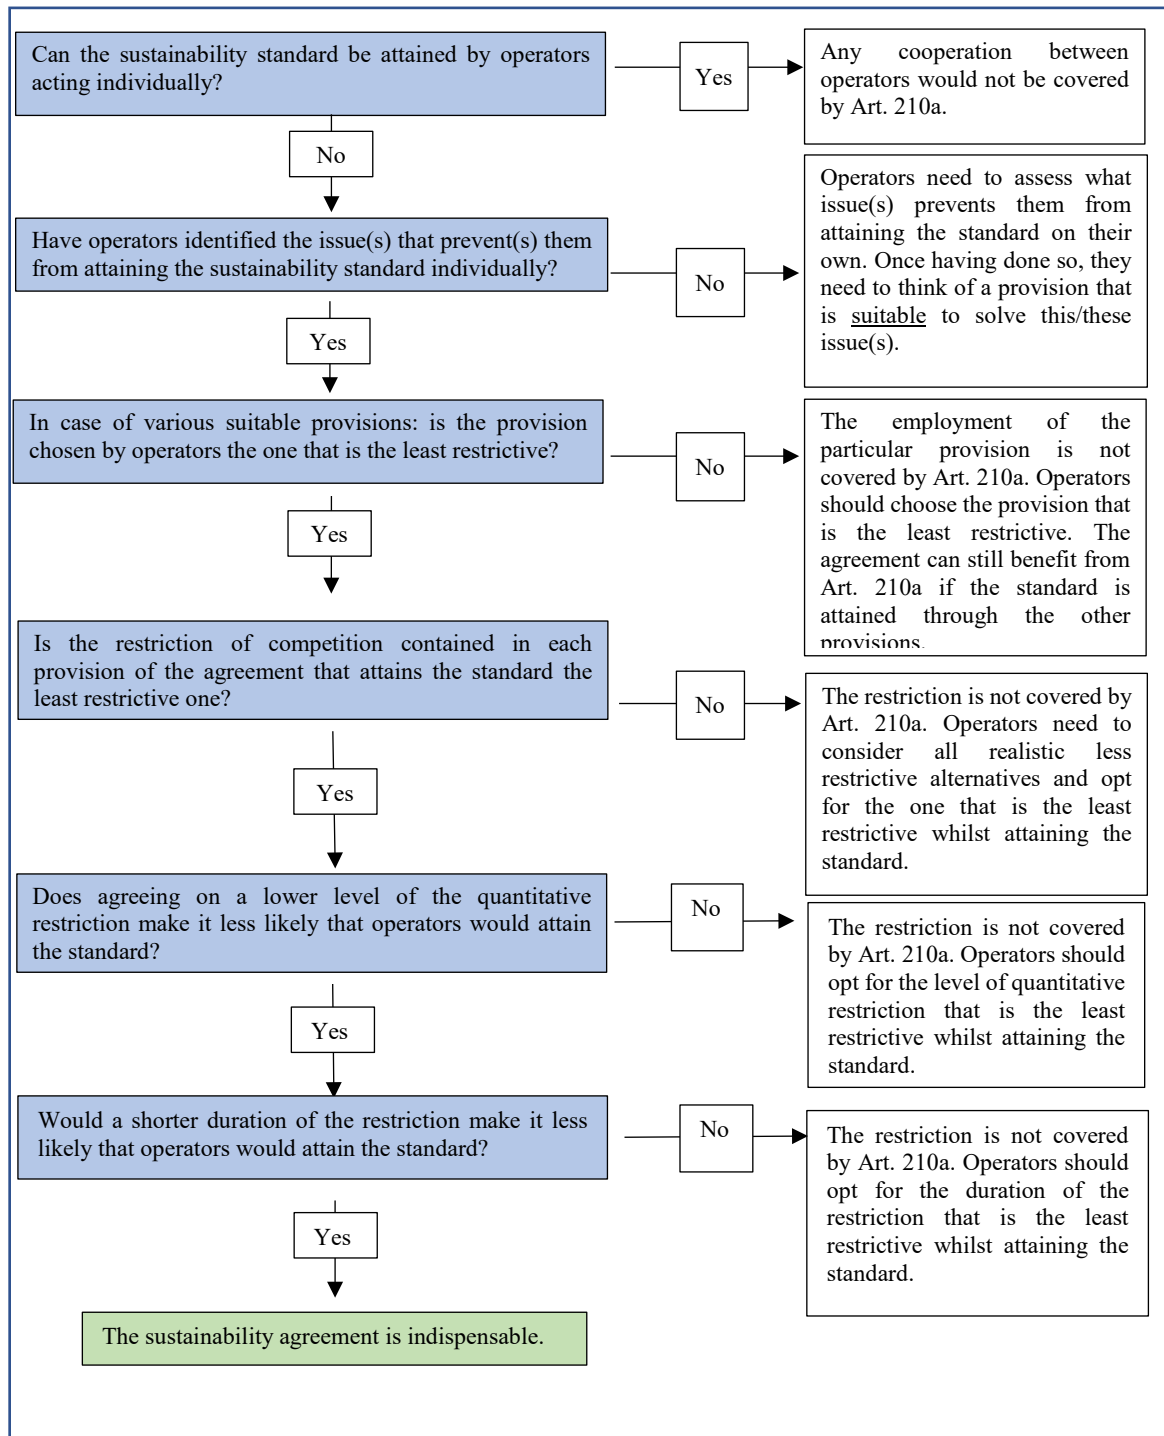 Can the sustainability standard be attained by operators
acting individually?
Yes
Any cooperation between
operators would not be covered
by Art. 210a.
No
Have operators identified the issue(s) that prevent(s) them
from attaining the sustainability standard individually?
No
Operators need to assess what
issue(s) prevents them from
attaining the standard on their
own. Once having done so, they
need to think of a provision that
is suitable to solve this/these
issue(s).
Yes
In case of various suitable provisions: is the provision
chosen by operators the one that is the least restrictive?
No
The employment of the
particular provision is not
covered by Art. 210a. Operators
should choose the provision that
is the least restrictive. The
agreement can still benefit from
Art. 210a if the standard is
attained through the other
provisions.
Yes
Is the restriction of competition contained in each
provision of the agreement that attains the standard the
least restrictive one?
No
The restriction is not covered by
Art. 210a. Operators need to
consider all realistic less
restrictive alternatives and opt
for the one that is the least
restrictive whilst attaining the
standard.
Yes
Does agreeing on a lower level of the quantitative
restriction make it less likely that operators would attain
the standard?
No
The restriction is not covered
by Art. 210a. Operators should
opt for the level of quantitative
restriction that is the least
restrictive whilst attaining the
standard.
Yes
Would a shorter duration of the restriction make it less
likely that operators would attain the standard?
No
The restriction is not covered
by Art. 210a. Operators should
opt for the duration of the
restriction that is the least
restrictive whilst attaining the
standard.
Yes
The sustainability agreement is indispensable.